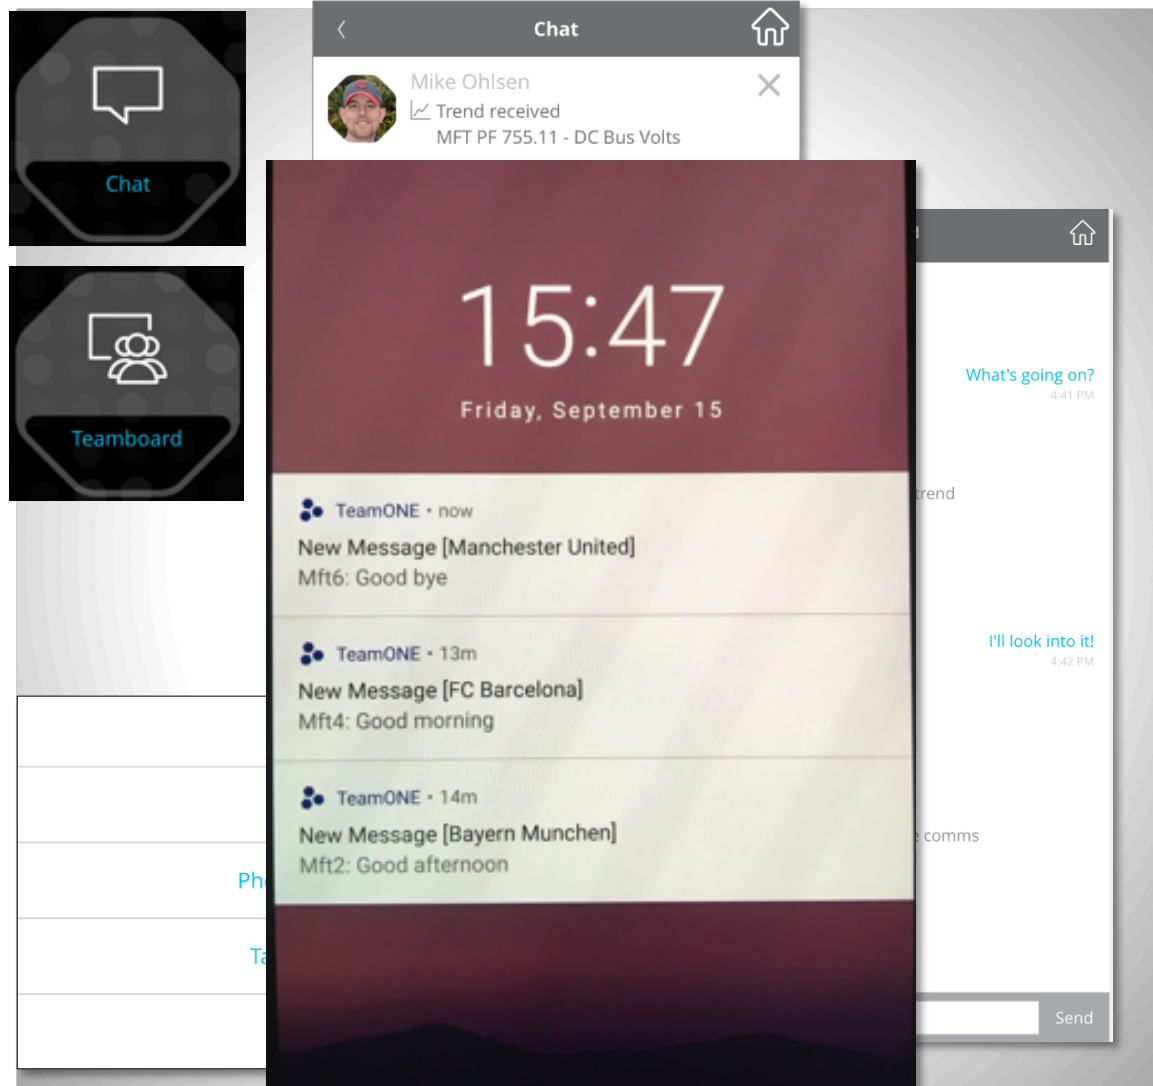 Chat
Mike Ohlsen
Trend received
MFT PF 755.11 - DC Bus Volts
Chat
Teamboard
15:47
Friday, September 15
TeamONE • now
New Message [Manchester United]
Mft6: Good bye
TeamONE • 13m
New Message [FC Barcelona]
Mft4: Good morning
TeamONE • 14m
New Message [Bayern Munchen]
Mft2: Good afternoon
What's going on?
4:41 PM
trend
I'll look into it!
4:42 PM
comms
Send